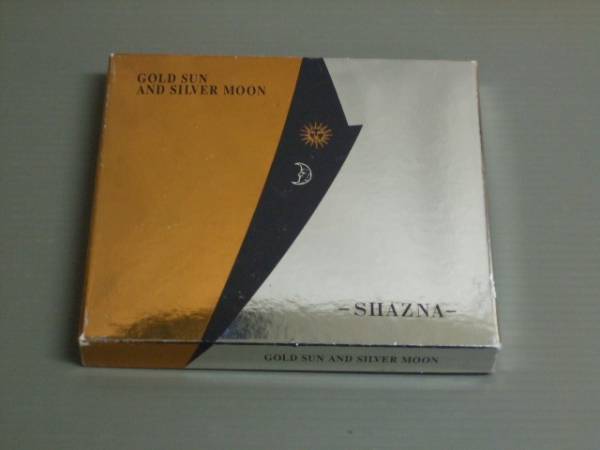 GOLD SUN
AND SILVER MOON
-SHAZNA-
GOLD SUN AND SILVER MOON